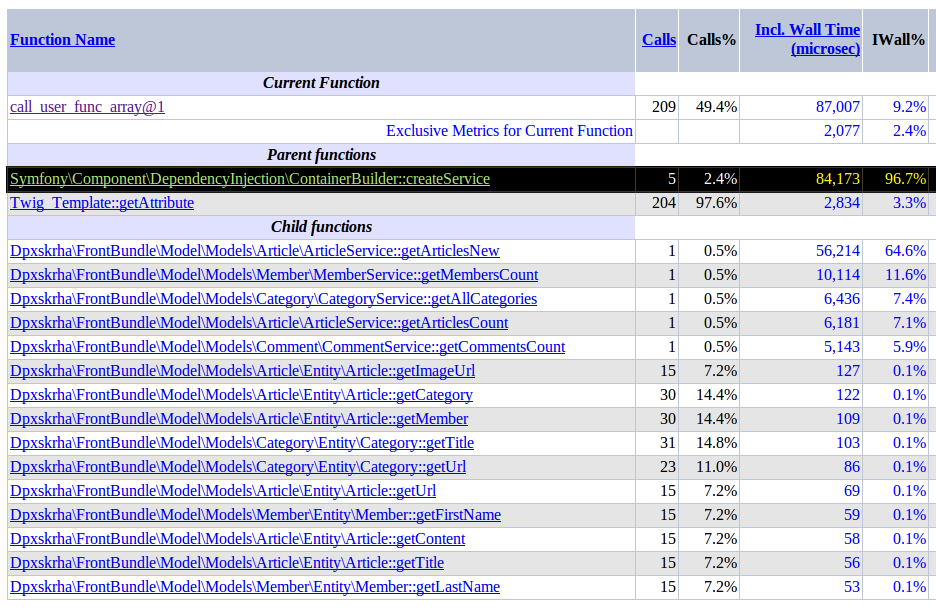 Function Name Calls Calls% Incl. Wall Time (microsec) IWall%
Current Function
call_user_func_array@1 209 49.4% 87,007 9.2%
Exclusive Metrics for Current Function 2,077 2.4%
Parent functions
Symfony\Component\DependencyInjection\ContainerBuilder::createService 5 2.4% 84,173 96.7%
Twig_Template::getAttribute 204 97.6% 2,834 3.3%
Child functions
Dpxskrha\FrontBundle\Model\Models\Article\ArticleService::getArticlesNew 1 0.5% 56,214 64.6%
Dpxskrha\FrontBundle\Model\Models\Member\MemberService::getMembersCount 1 0.5% 10,114 11.6%
Dpxskrha\FrontBundle\Model\Models\Category\CategoryService::getAllCategories 1 0.5% 6,436 7.4%
Dpxskrha\FrontBundle\Model\Models\Article\ArticleService::getArticlesCount 1 0.5% 6,181 7.1%
Dpxskrha\FrontBundle\Model\Models\Comment\CommentService::getCommentsCount 1 0.5% 5,143 5.9%
Dpxskrha\FrontBundle\Model\Models\Article\Entity\Article::getImageUrl 15 7.2% 127 0.1%
Dpxskrha\FrontBundle\Model\Models\Article\Entity\Article::getCategory 30 14.4% 122 0.1%
Dpxskrha\FrontBundle\Model\Models\Article\Entity\Article::getMember 30 14.4% 109 0.1%
Dpxskrha\FrontBundle\Model\Models\Category\Entity\Category::getTitle 31 14.8% 103 0.1%
Dpxskrha\FrontBundle\Model\Models\Category\Entity\Category::getUrl 23 11.0% 86 0.1%
Dpxskrha\FrontBundle\Model\Models\Article\Entity\Article::getUrl 15 7.2% 69 0.1%
Dpxskrha\FrontBundle\Model\Models\Member\Entity\Member::getFirstName 15 7.2% 59 0.1%
Dpxskrha\FrontBundle\Model\Models\Article\Entity\Article::getContent 15 7.2% 58 0.1%
Dpxskrha\FrontBundle\Model\Models\Article\Entity\Article::getTitle 15 7.2% 56 0.1%
Dpxskrha\FrontBundle\Model\Models\Member\Entity\Member::getLastName 15 7.2% 53 0.1%